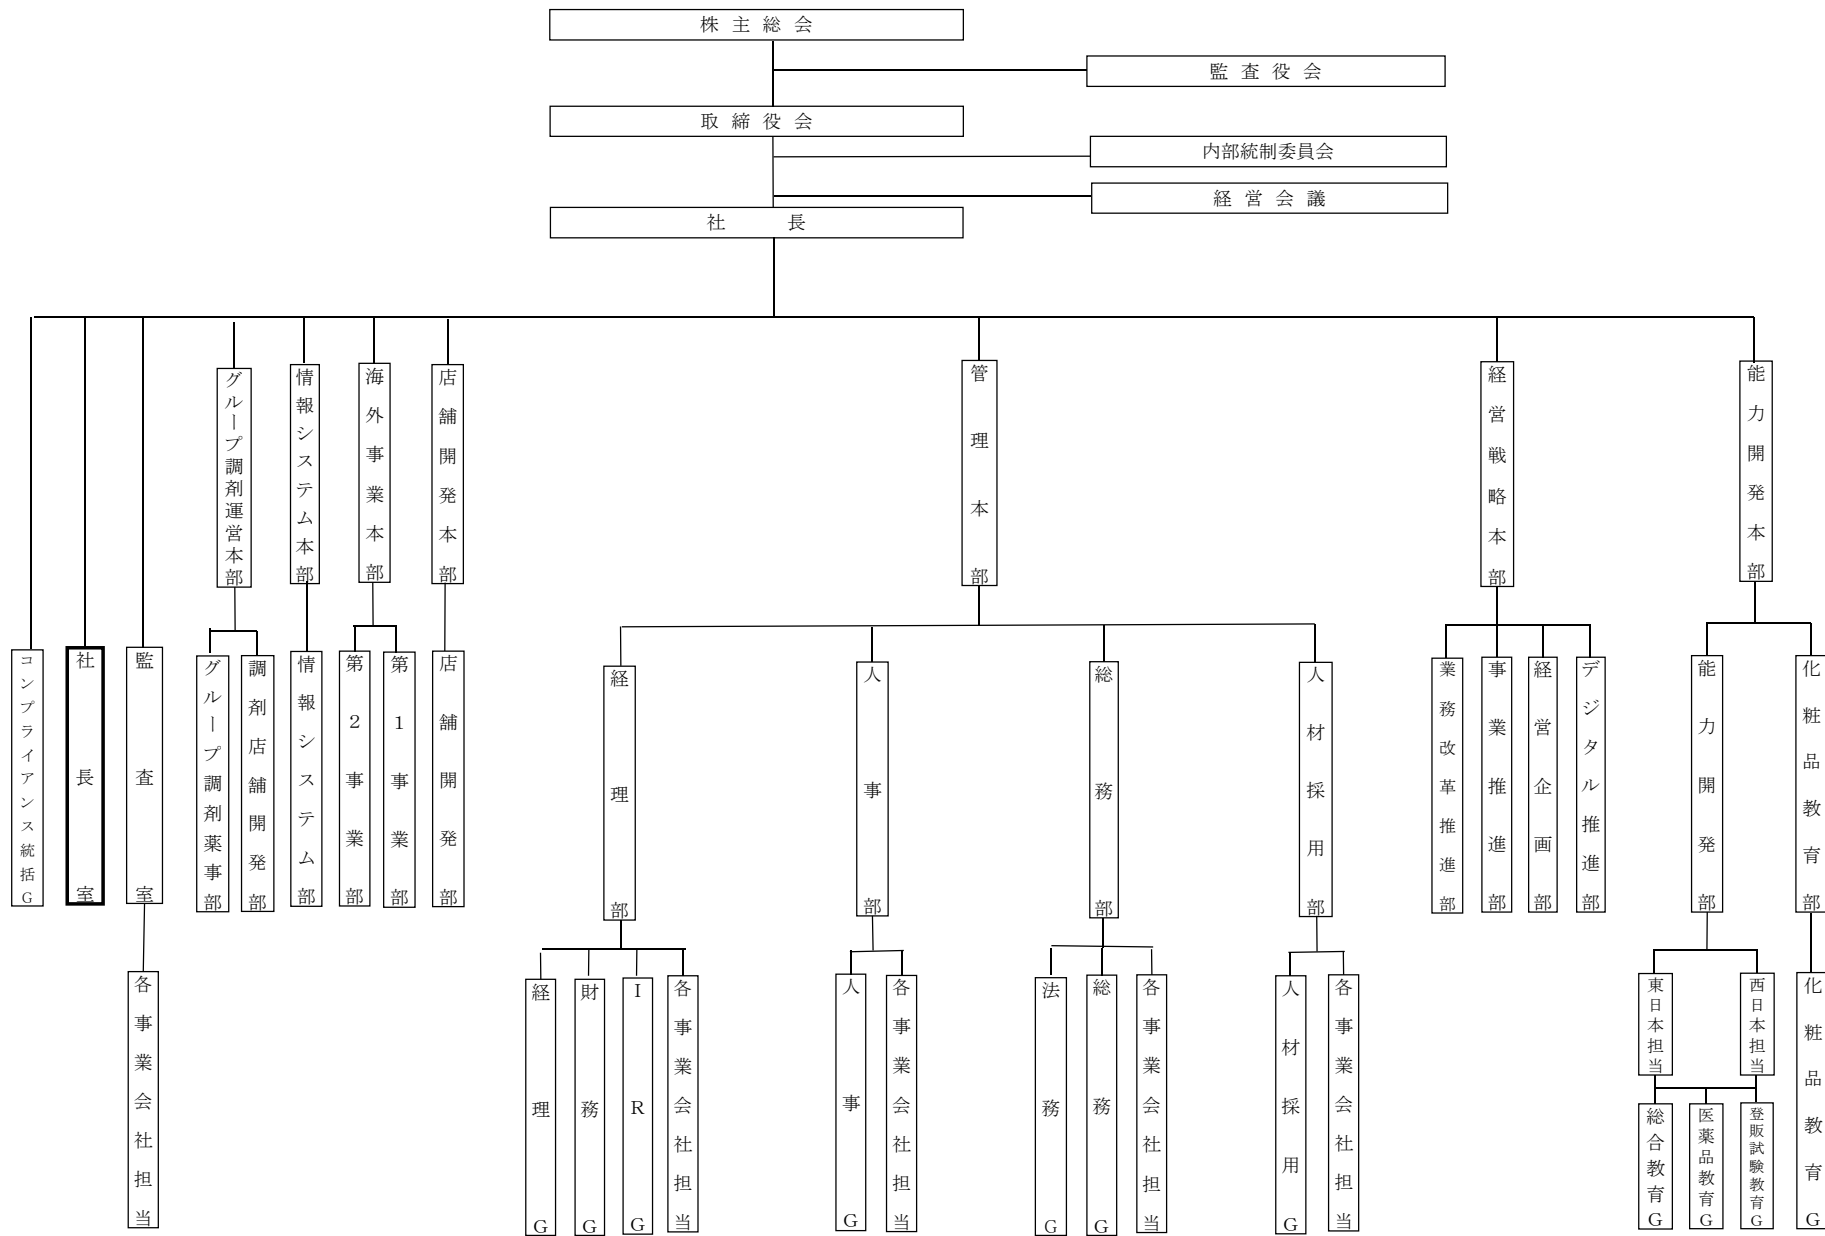 株主総会
監査役会
取締役会
内部統制委員会
経営会議
社長
グループ調剤運営本部
情報システム本部
海外事業本部
店舗開発本部
管理本部
経営戦略本部
能力開発本部
コンプライアンス統括G
社長室
監査室
グループ調剤薬事部
調剤店舗開発部
情報システム部
第2事業部
第1事業部
店舗開発部
経理部
人事部
総務部
人材採用部
業務改革推進部
事業推進部
経営企画部
デジタル推進部
能力開発部
化粧品教育部
各事業会社担当
経理G
財務G
IRG
各事業会社担当
人事G
各事業会社担当
法務G
総務G
各事業会社担当
人材採用G
各事業会社担当
東日本担当
西日本担当
化粧品教育G
総合教育G
医薬品教育G
登販試験教育G